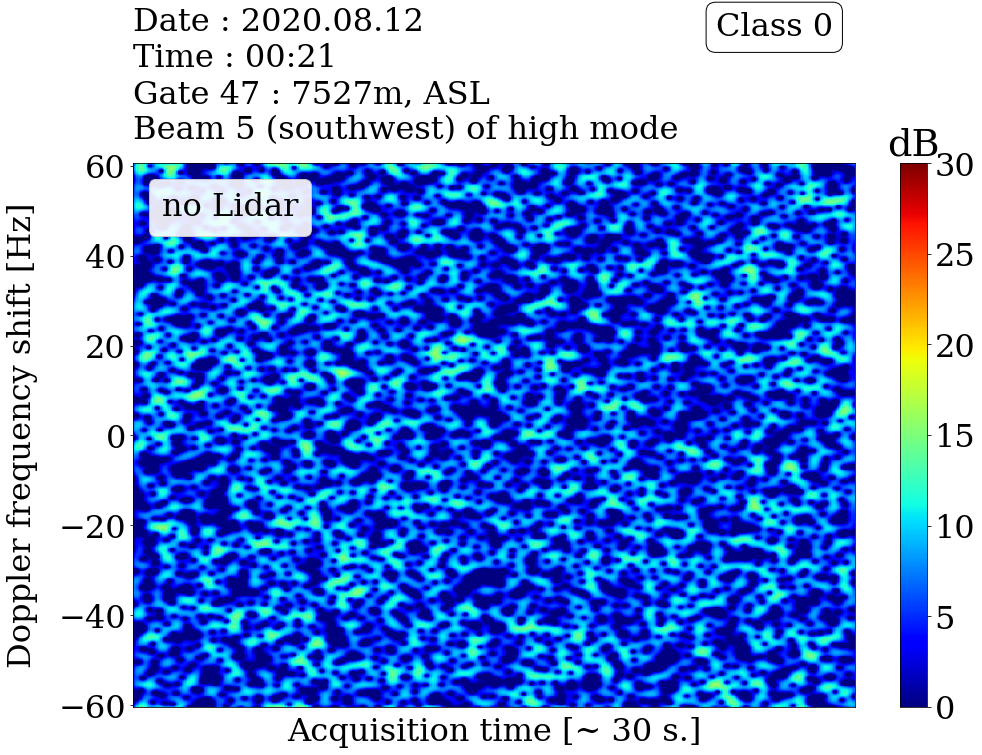 Date : 2020.08.12
Time : 00:21
Gate 47 : 7527m, ASL
Beam 5 (southwest) of high mode
Class 0
dB
no Lidar
Doppler frequency shift [Hz]
60
40
20
0
−20
−40
−60
30
25
20
15
10
5
0
Acquisition time [~ 30 s.]